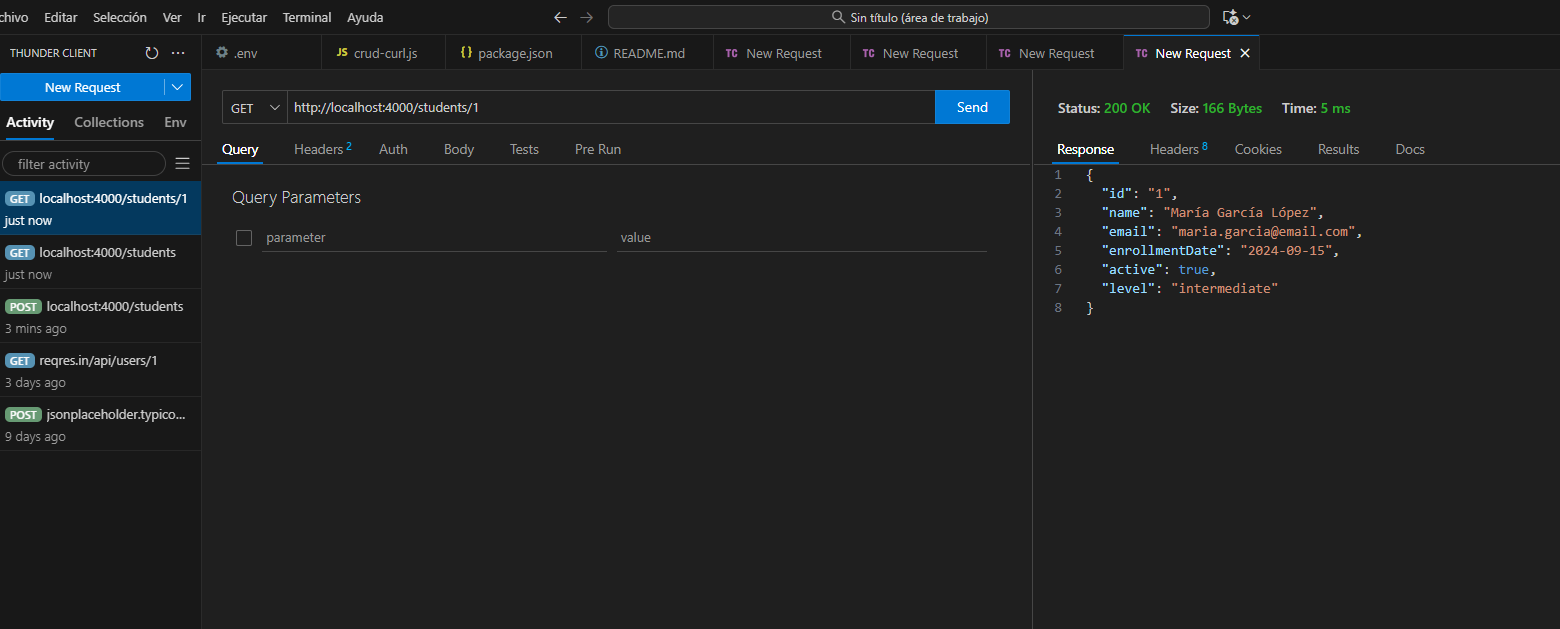 chivo Editar Selección Ver Ir Ejecutar Terminal Ayuda
Sin título (área de trabajo)
THUNDER CLIENT
.env
JS crud-curl.js
{} package.json
README.md
TC New Request
TC New Request
TC New Request
TC New Request
New Request
Activity Collections Env
filter activity
GET localhost:4000/students/1
just now
GET localhost:4000/students
just now
POST localhost:4000/students
3 mins ago
GET reqres.in/api/users/1
3 days ago
POST jsonplaceholder.typico...
9 days ago
GET http://localhost:4000/students/1 Send
Query Headers 2 Auth Body Tests Pre Run
Query Parameters
parameter value
Status: 200 OK Size: 166 Bytes Time: 5 ms
Response Headers 8 Cookies Results Docs
1 {
2 "id": "1",
3 "name": "María García López",
4 "email": "maria.garcia@email.com",
5 "enrollmentDate": "2024-09-15",
6 "active": true,
7 "level": "intermediate"
8 }